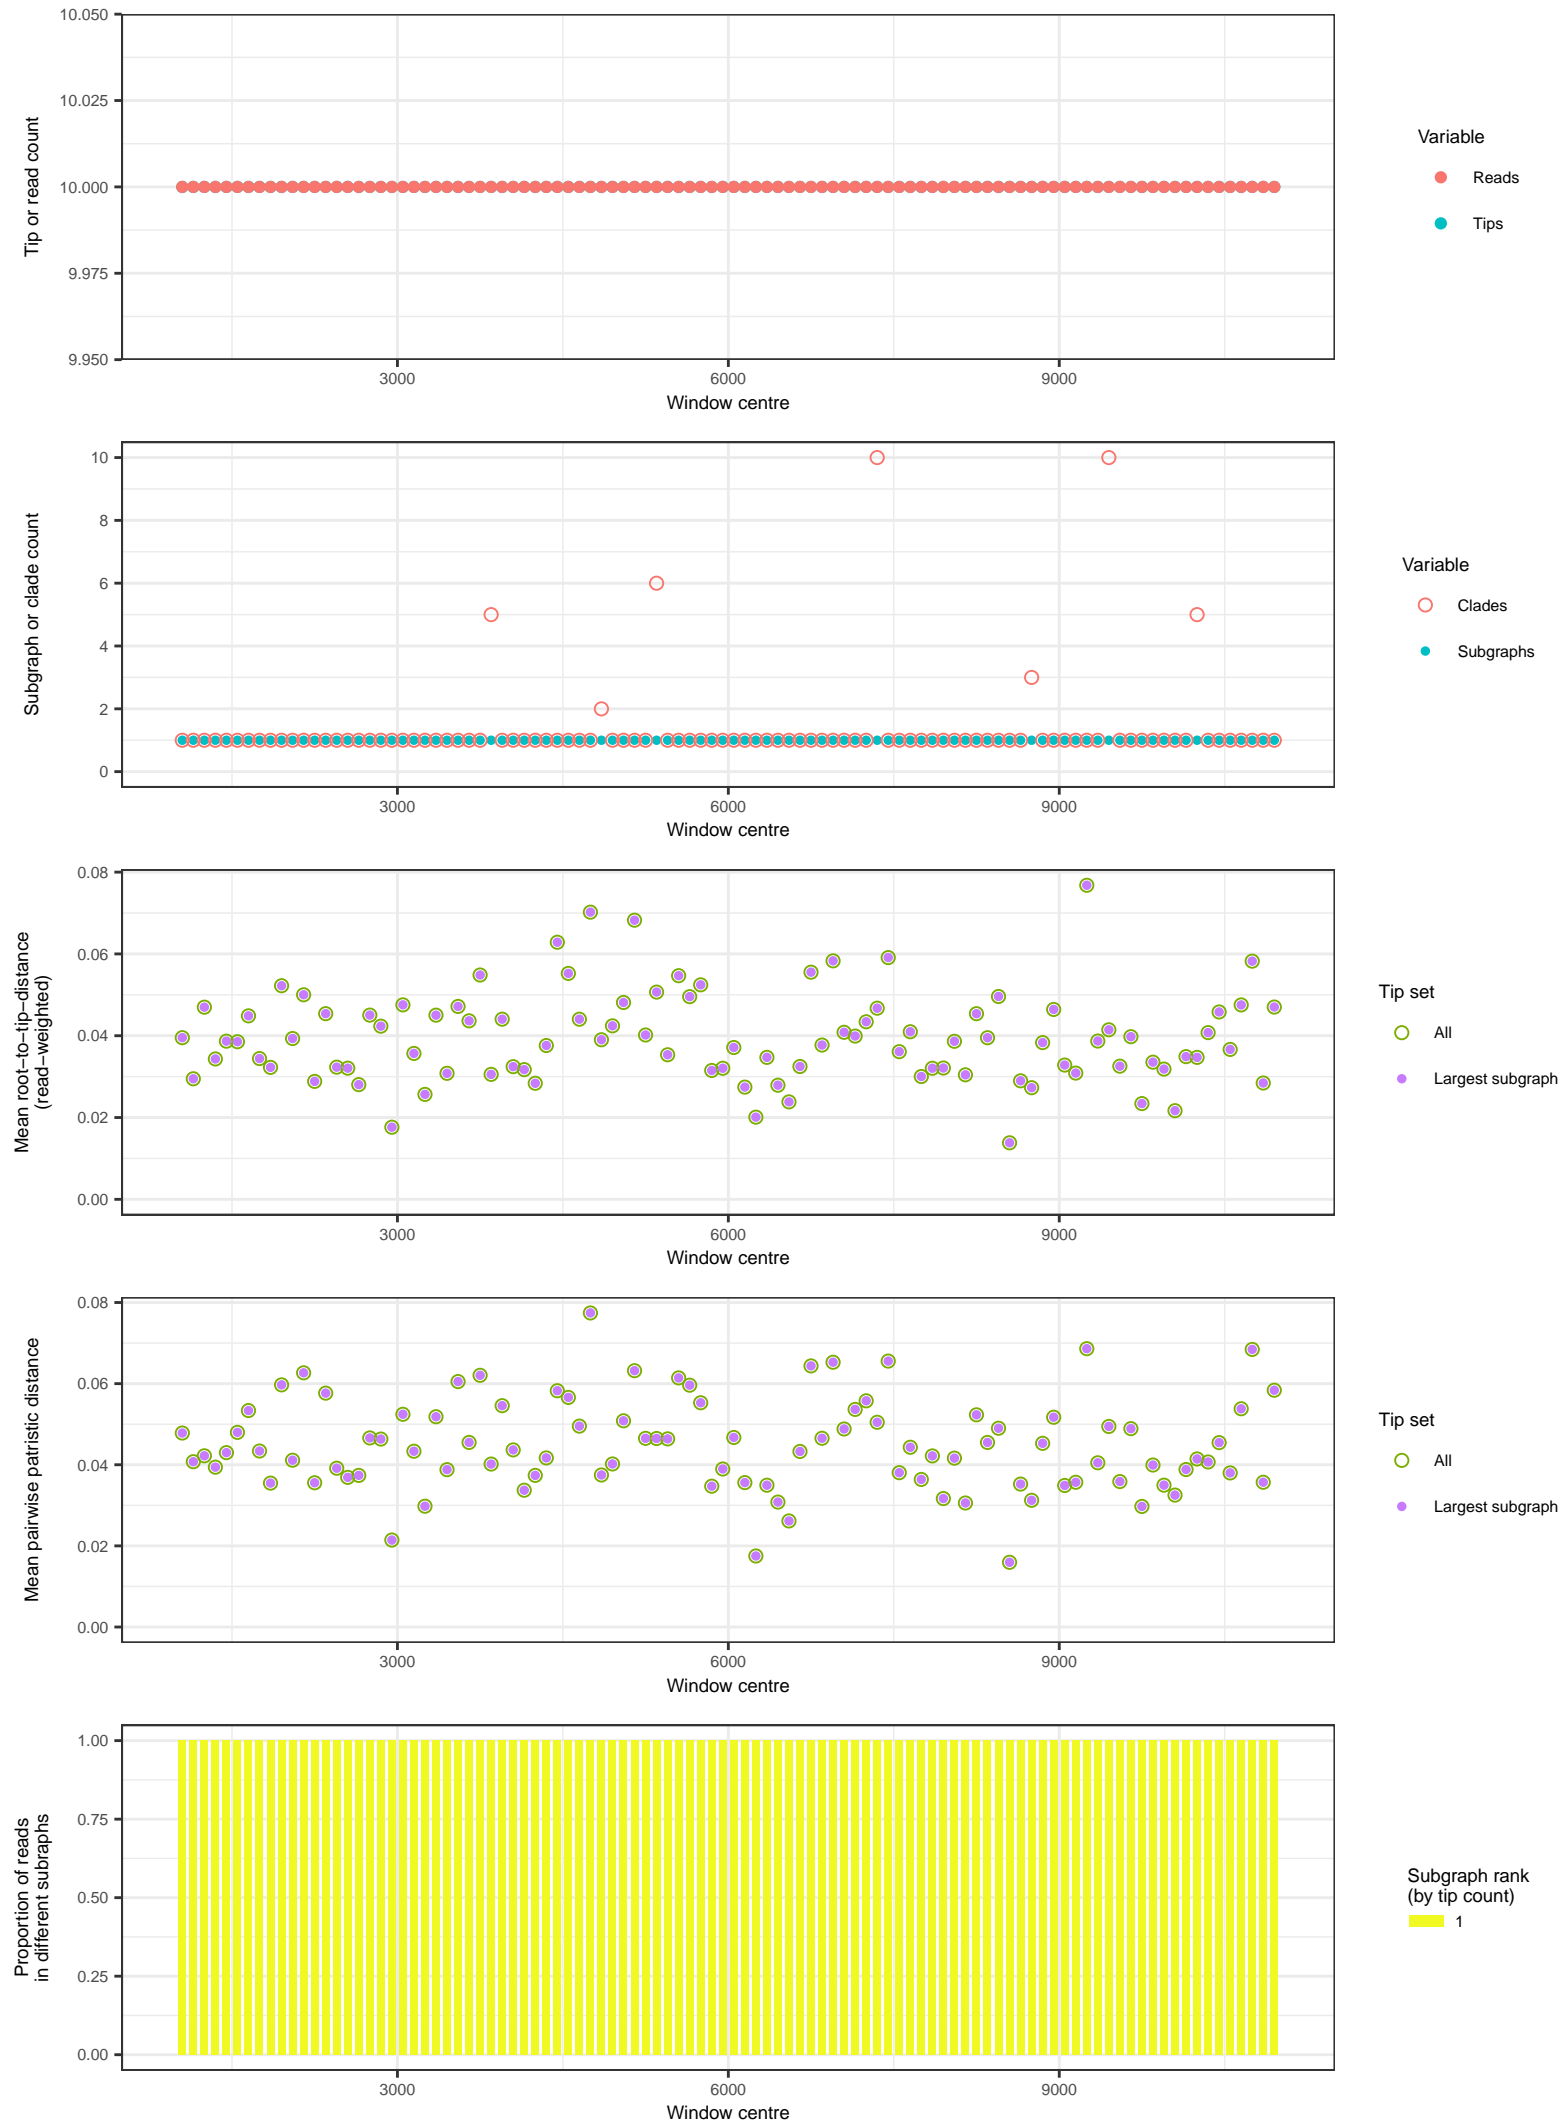 10.050
10.025
10.000
9.975
9.950
Tip or read count
3000
6000
9000
Window centre
Variable
Reads
Tips
10
8
6
4
2
0
Subgraph or clade count
3000
6000
9000
Window centre
Variable
Clades
Subgraphs
0.08
0.06
0.04
0.02
0.00
Mean root−to−tip−distance
(read−weighted)
3000
6000
9000
Window centre
Tip set
All
Largest subgraph
0.08
0.06
0.04
0.02
0.00
Mean pairwise patristic distance
3000
6000
9000
Window centre
Tip set
All
Largest subgraph
1.00
0.75
0.50
0.25
0.00
Proportion of reads
in different subraphs
3000
6000
9000
Window centre
Subgraph rank
(by tip count)
1